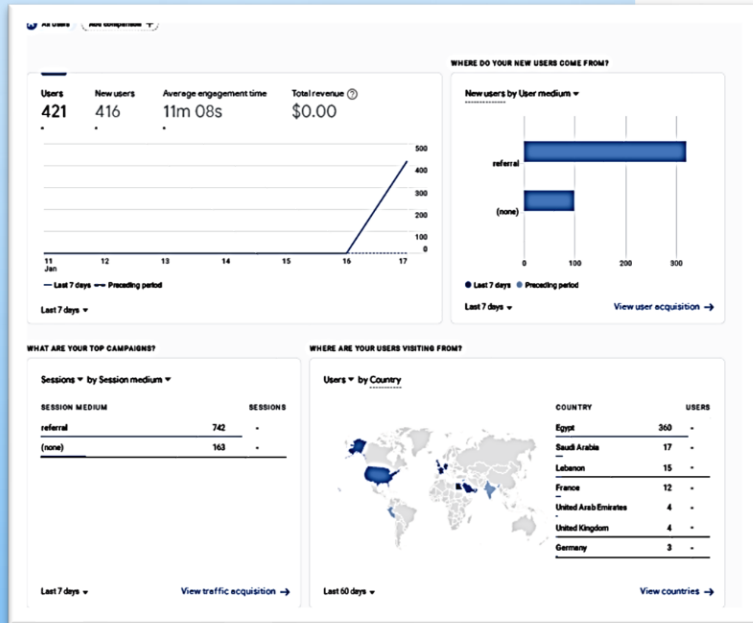 All Users Add comparison +
WHERE DO YOUR NEW USERS COME FROM?
Users New users Average engagement time Total revenue ?
421 416 11m 08s $0.00
500
400
300
200
100
0
11 12 13 14 15 16 17
Jan
Last 7 days Preceding period
Last 7 days
New users by User medium
referral
(none)
0 100 200 300
Last 7 days Preceding period
Last 7 days View user acquisition →
WHAT ARE YOUR TOP CAMPAIGNS?
Sessions by Session medium
SESSION MEDIUM SESSIONS
referral 742 -
(none) 163 -
Last 7 days View traffic acquisition →
WHERE ARE YOUR USERS VISITING FROM?
Users by Country
COUNTRY USERS
Egypt 360 -
Saudi Arabia 17 -
Lebanon 15 -
France 12 -
United Arab Emirates 4 -
United Kingdom 4 -
Germany 3 -
Last 60 days View countries →